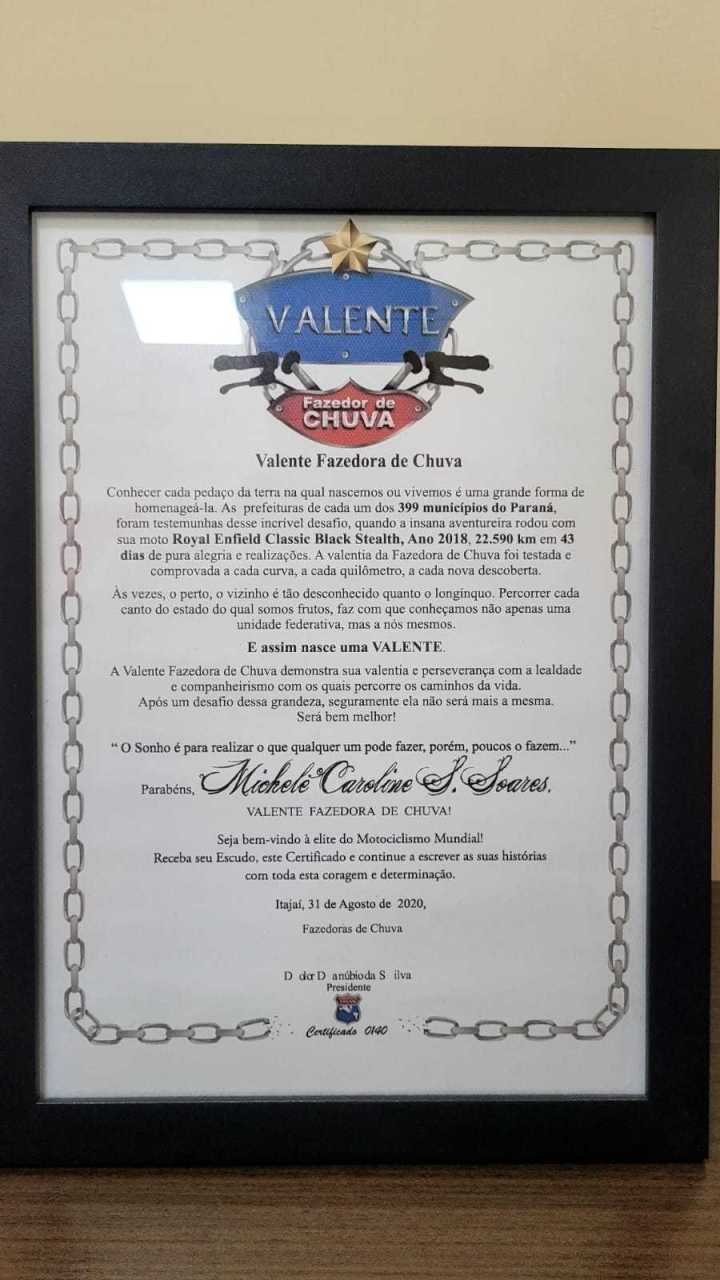 VALENTE
Fazedor de
CHUVA
Valente Fazedora de Chuva
Conhecer cada pedaço da terra na qual nascemos ou vivemos é uma grande forma de
homenageá-la. As prefeituras de cada um dos 399 municípios do Paraná,
foram testemunhas desse incrível desafio, quando a insana aventureira rodou com
sua moto Royal Enfield Classic Black Stealth, Ano 2018, 22.590 km em 43
dias de pura alegria e realizações. A valentia da Fazedora de Chuva foi testada e
comprovada a cada curva, a cada quilômetro, a cada nova descoberta.
Às vezes, o perto, o vizinho é tão desconhecido quanto o longínquo. Percorrer cada
canto do estado do qual somos frutos, faz com que conheçamos não apenas uma
unidade federativa, mas a nós mesmos.
E assim nasce uma VALENTE.
A Valente Fazedora de Chuva demonstra sua valentia e perseverança com a lealdade
e companheirismo com os quais percorre os caminhos da vida.
Após um desafio dessa grandeza, seguramente ela não será mais a mesma.
Será bem melhor!
“ O Sonho é para realizar o que qualquer um pode fazer, porém, poucos o fazem...”
Parabéns, Michele Caroline S. Soares,
VALENTE FAZEDORA DE CHUVA!
Seja bem-vindo à elite do Motociclismo Mundial!
Receba seu Escudo, este Certificado e continue a escrever as suas histórias
com toda esta coragem e determinação.
Itajaí, 31 de Agosto de 2020,
Fazedoras de Chuva
D olor D anúbio da S ilva
Presidente
Certificado 0140